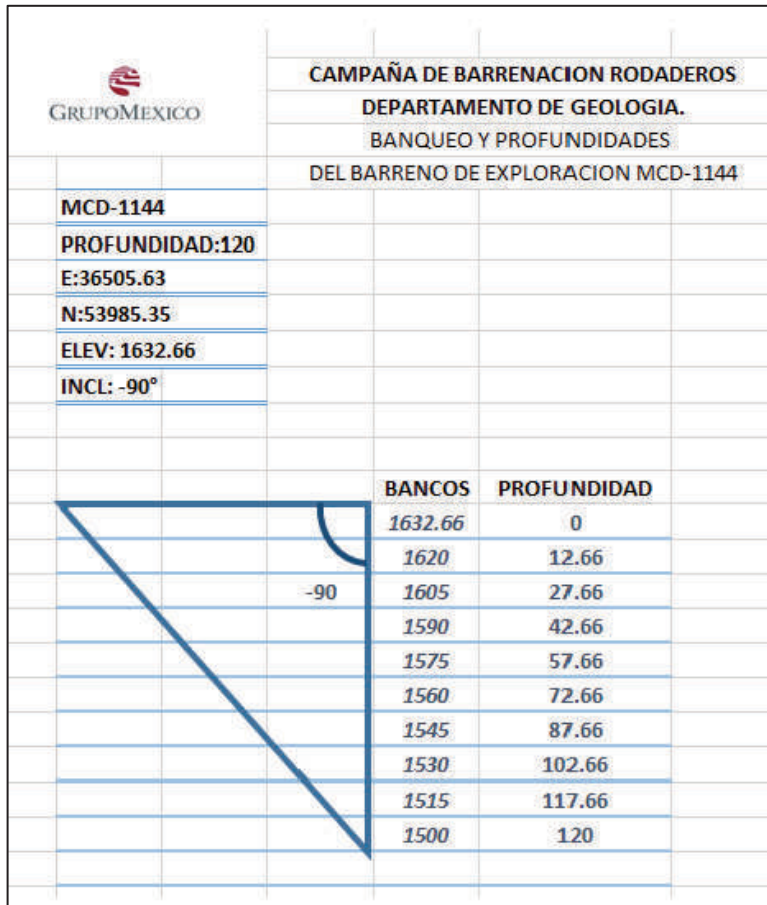 GRUPOMEXICO
CAMPAÑA DE BARRENACION RODADEROS
DEPARTAMENTO DE GEOLOGIA.
BANQUEO Y PROFUNDIDADES
DEL BARRENO DE EXPLORACION MCD-1144
MCD-1144
PROFUNDIDAD:120
E:36505.63
N:53985.35
ELEV: 1632.66
INCL: -90°
BANCOS PROFUNDIDAD
1632.66 0
1620 12.66
-90 1605 27.66
1590 42.66
1575 57.66
1560 72.66
1545 87.66
1530 102.66
1515 117.66
1500 120